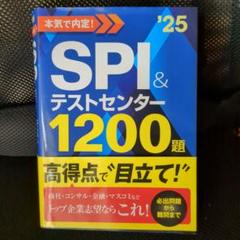 本気で内定!
'25
SPI&
テストセンター
1200題
高得点で"目立て!"
商社・コンサル・金融・マスコミなど
トップ企業志望ならこれ!
必出問題
から
難問まで